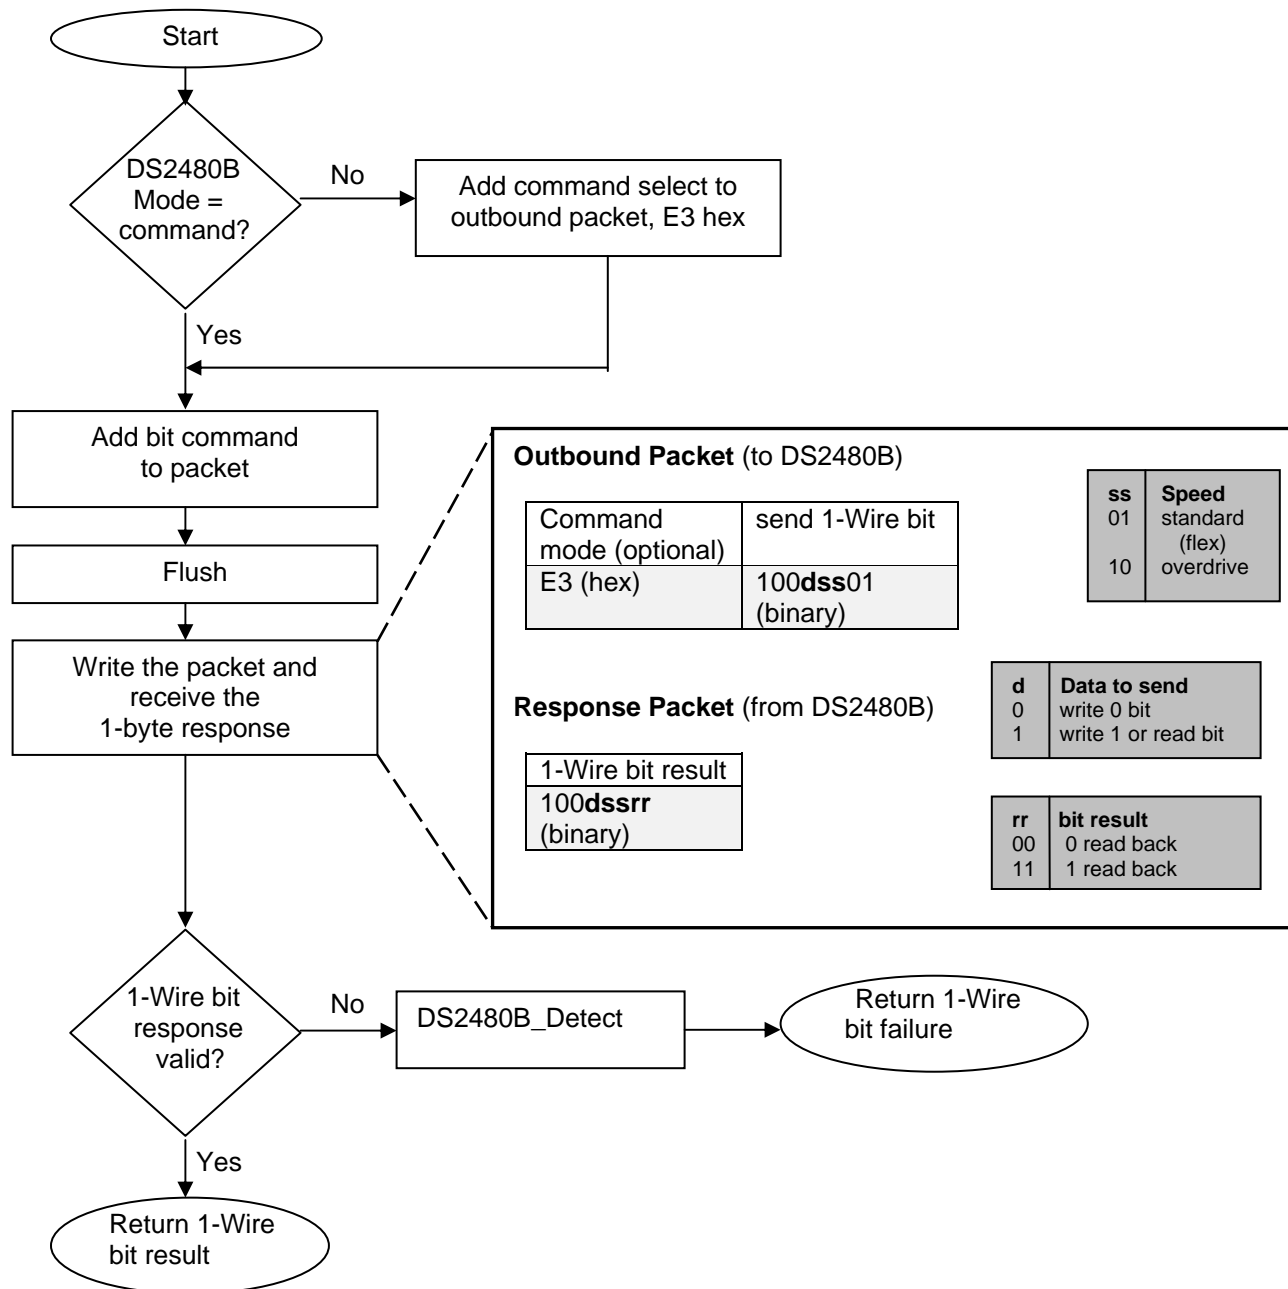 Start
DS2480B
Mode =
command?
No
Add command select to
outbound packet, E3 hex
Yes
Add bit command
to packet
Flush
Write the packet and
receive the
1-byte response
Outbound Packet (to DS2480B)
Command
mode (optional)
send 1-Wire bit
E3 (hex)
100dss01
(binary)
ss Speed
01 standard
(flex)
10 overdrive
Response Packet (from DS2480B)
1-Wire bit result
100dssrr
(binary)
d Data to send
0 write 0 bit
1 write 1 or read bit
rr bit result
00 0 read back
11 1 read back
1-Wire bit
response
valid?
No
DS2480B_Detect
Return 1-Wire
bit failure
Yes
Return 1-Wire
bit result